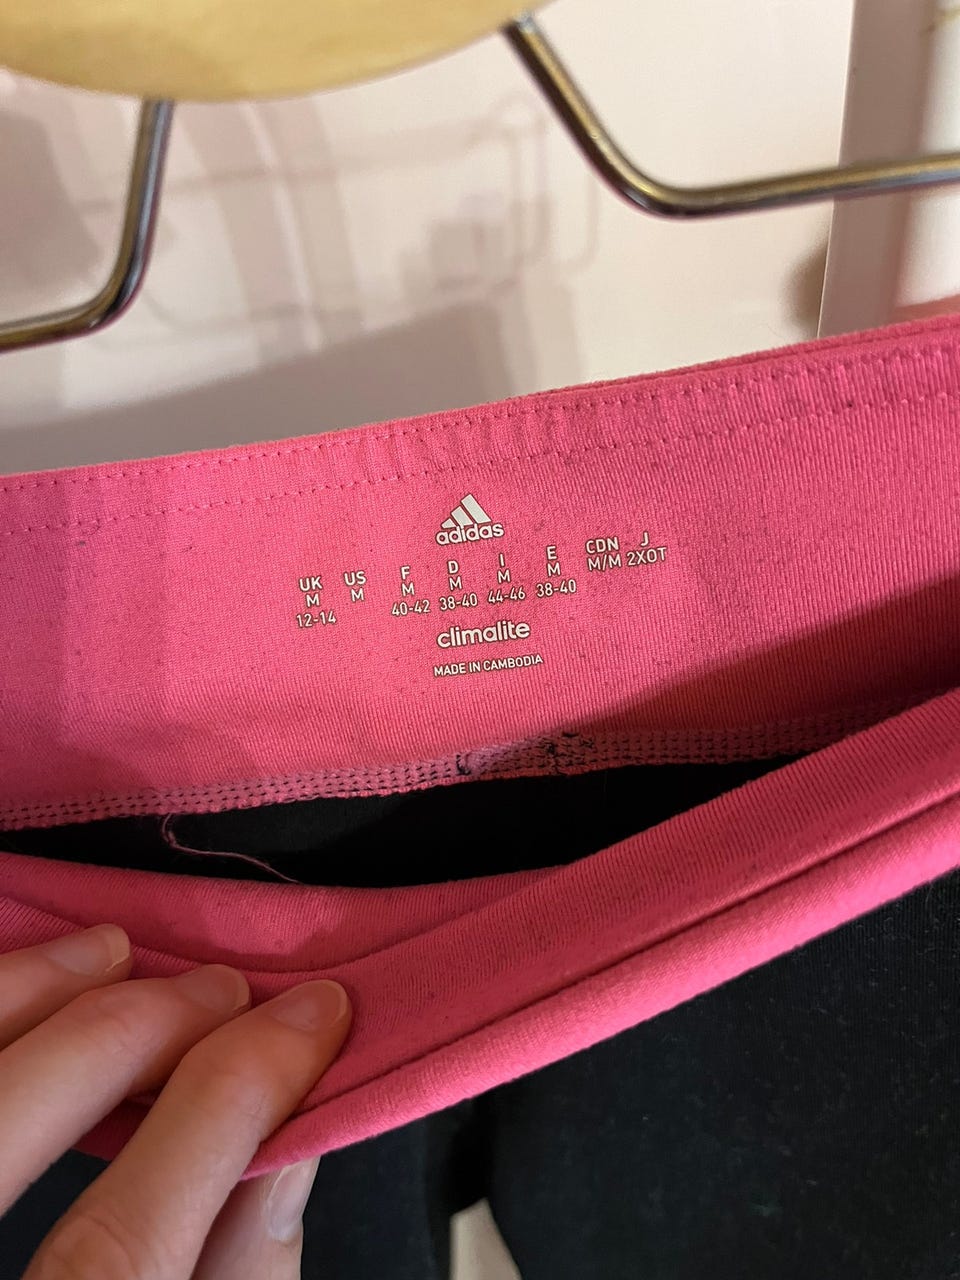 adidas
UK US F D I E CDN J
M M M M M M M/M 2XOT
12-14 40-42 38-40 44-46 38-40
climalite
MADE IN CAMBODIA